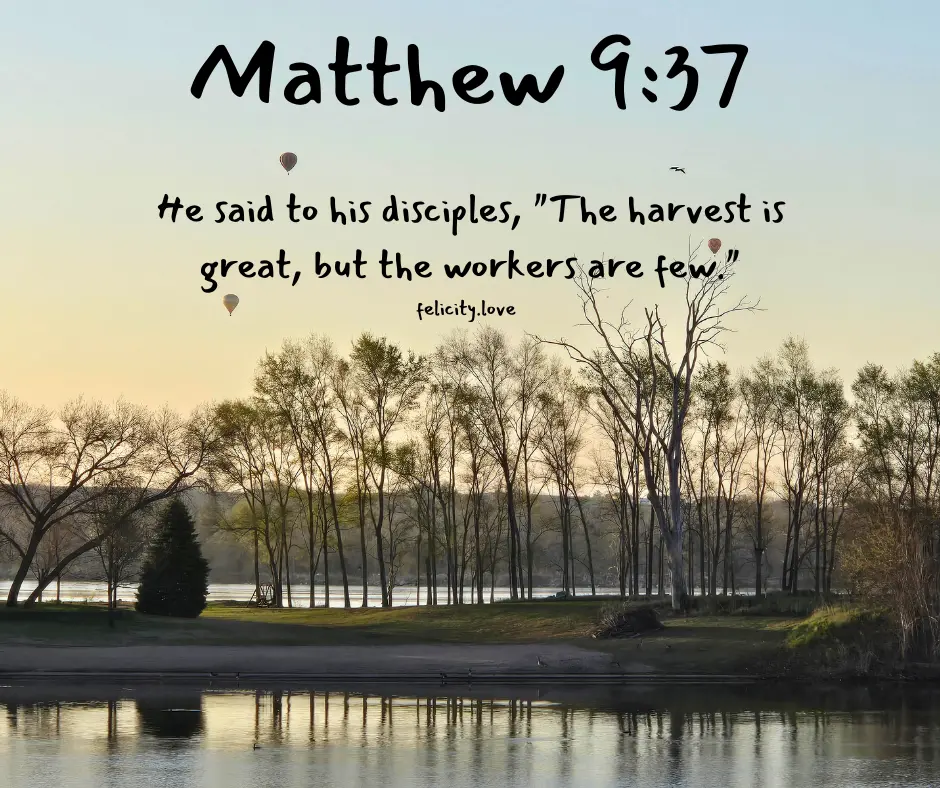 Matthew 9:37
He said to his disciples, "The harvest is
great, but the workers are few."
felicity.love